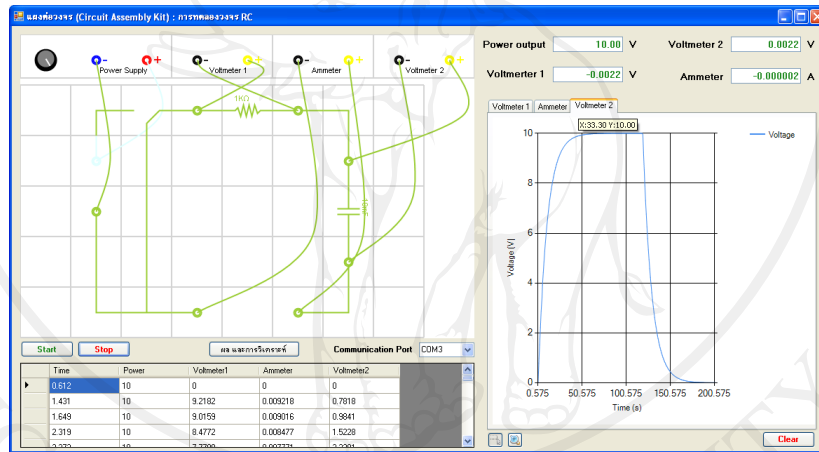 แผงต่อวงจร (Circuit Assembly Kit) : การทดลองวงจร RC
- + - + - + - +
Power Supply Voltmeter 1 Ammeter Voltmeter 2
1KΩ
Power output 10.00 V Voltmeter 2 0.0022 V
Voltmerter 1 -0.0022 V Ammeter -0.000002 A
Voltmeter 1 Ammeter Voltmeter 2
X:33.30 Y:10.00
Voltage
Voltage (V)
10
8
6
4
2
0
0.575 50.575 100.575 150.575 200.575
Time (s)
Clear
Start Stop ผล และการวิเคราะห์ Communication Port COM3
Time Power Voltmeter1 Ammeter Voltmeter2
0.612 10 0 0 0
1.431 10 9.2182 0.009218 0.7818
1.649 10 9.0159 0.009016 0.9841
2.319 10 8.4772 0.008477 1.5228